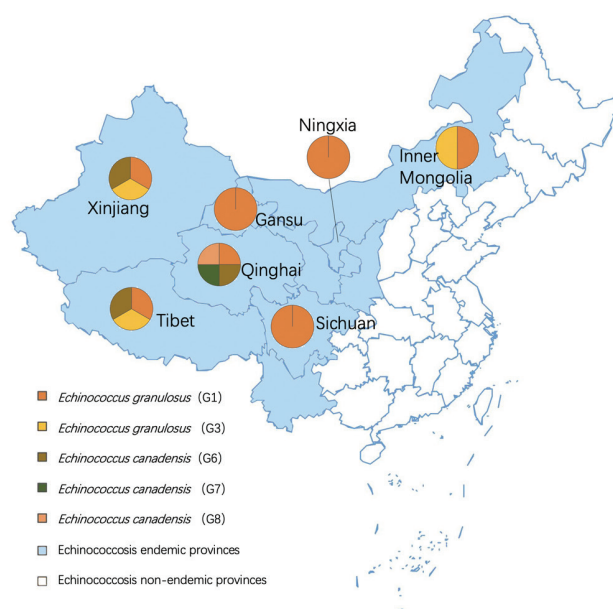 Ningxia
Inner
Mongolia
Xinjiang
Gansu
Qinghai
Tibet
Sichuan
Echinococcus granulosus (G1)
Echinococcus granulosus (G3)
Echinococcus canadensis (G6)
Echinococcus canadensis (G7)
Echinococcus canadensis (G8)
Echinococcosis endemic provinces
Echinococcosis non-endemic provinces